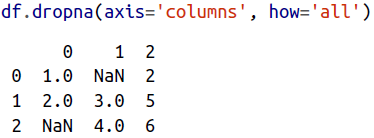 df.dropna(axis='columns', how='all')
0 1 2
0 1.0 NaN 2
1 2.0 3.0 5
2 NaN 4.0 6